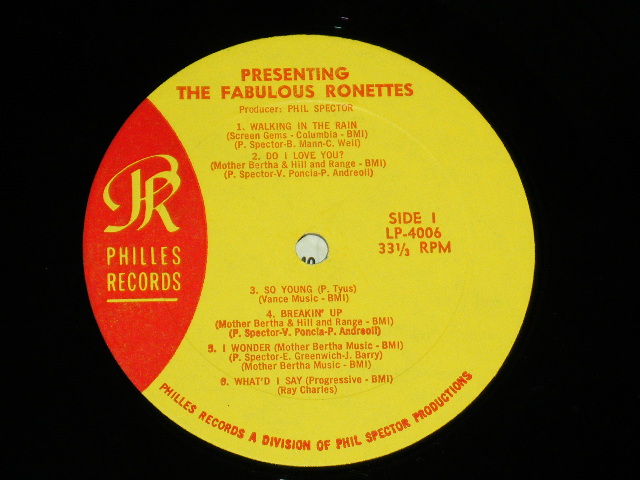 PRESENTING
THE FABULOUS RONETTES
Producer: PHIL SPECTOR
1. WALKING IN THE RAIN
(Screen Gems - Columbia - BMI)
(P. Spector-B. Mann-C. Weil)
2. DO I LOVE YOU?
(Mother Bertha & Hill and Range - BMI)
(P. Spector-V. Poncia-P. Andreoli)
PHILLES
RECORDS
SIDE 1
LP-4006
33 1/3 RPM
3. SO YOUNG (P. Tyus)
(Vance Music - BMI)
4. BREAKIN' UP
(Mother Bertha & Hill and Range - BMI)
(P. Spector-V. Poncia-P. Andreoli)
5. I WONDER (Mother Bertha Music - BMI)
(P. Spector-E. Greenwich-J. Barry)
(Mother Bertha Music - BMI)
6. WHAT'D I SAY (Progressive - BMI)
(Ray Charles)
PHILLES RECORDS A DIVISION OF PHIL SPECTOR PRODUCTIONS